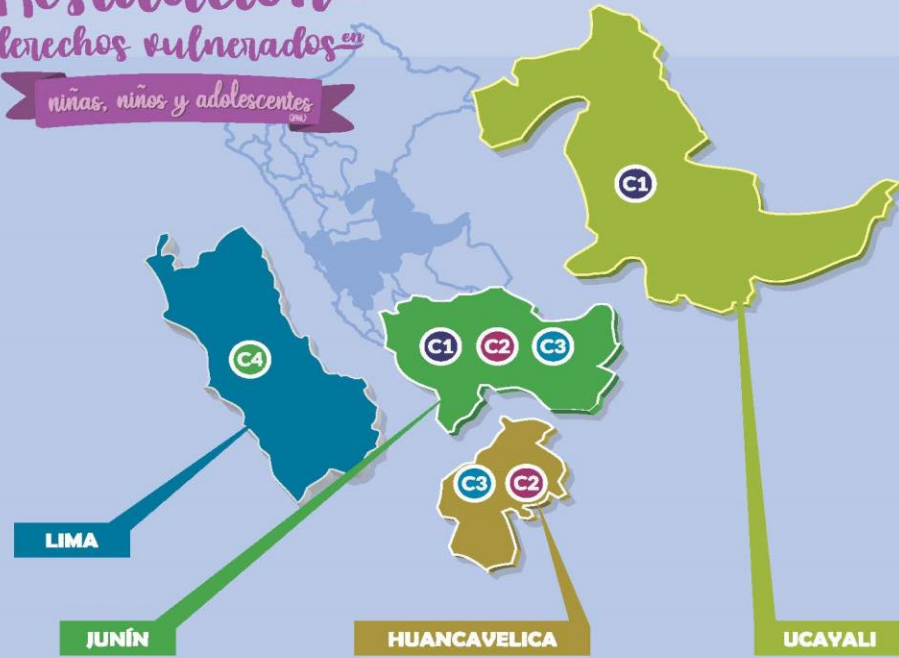 derechos vulnerados en
niñas, niños y adolescentes
C1
C4
C1 C2 C3
C3 C2
LIMA
JUNÍN
HUANCAVELICA
UCAYALI